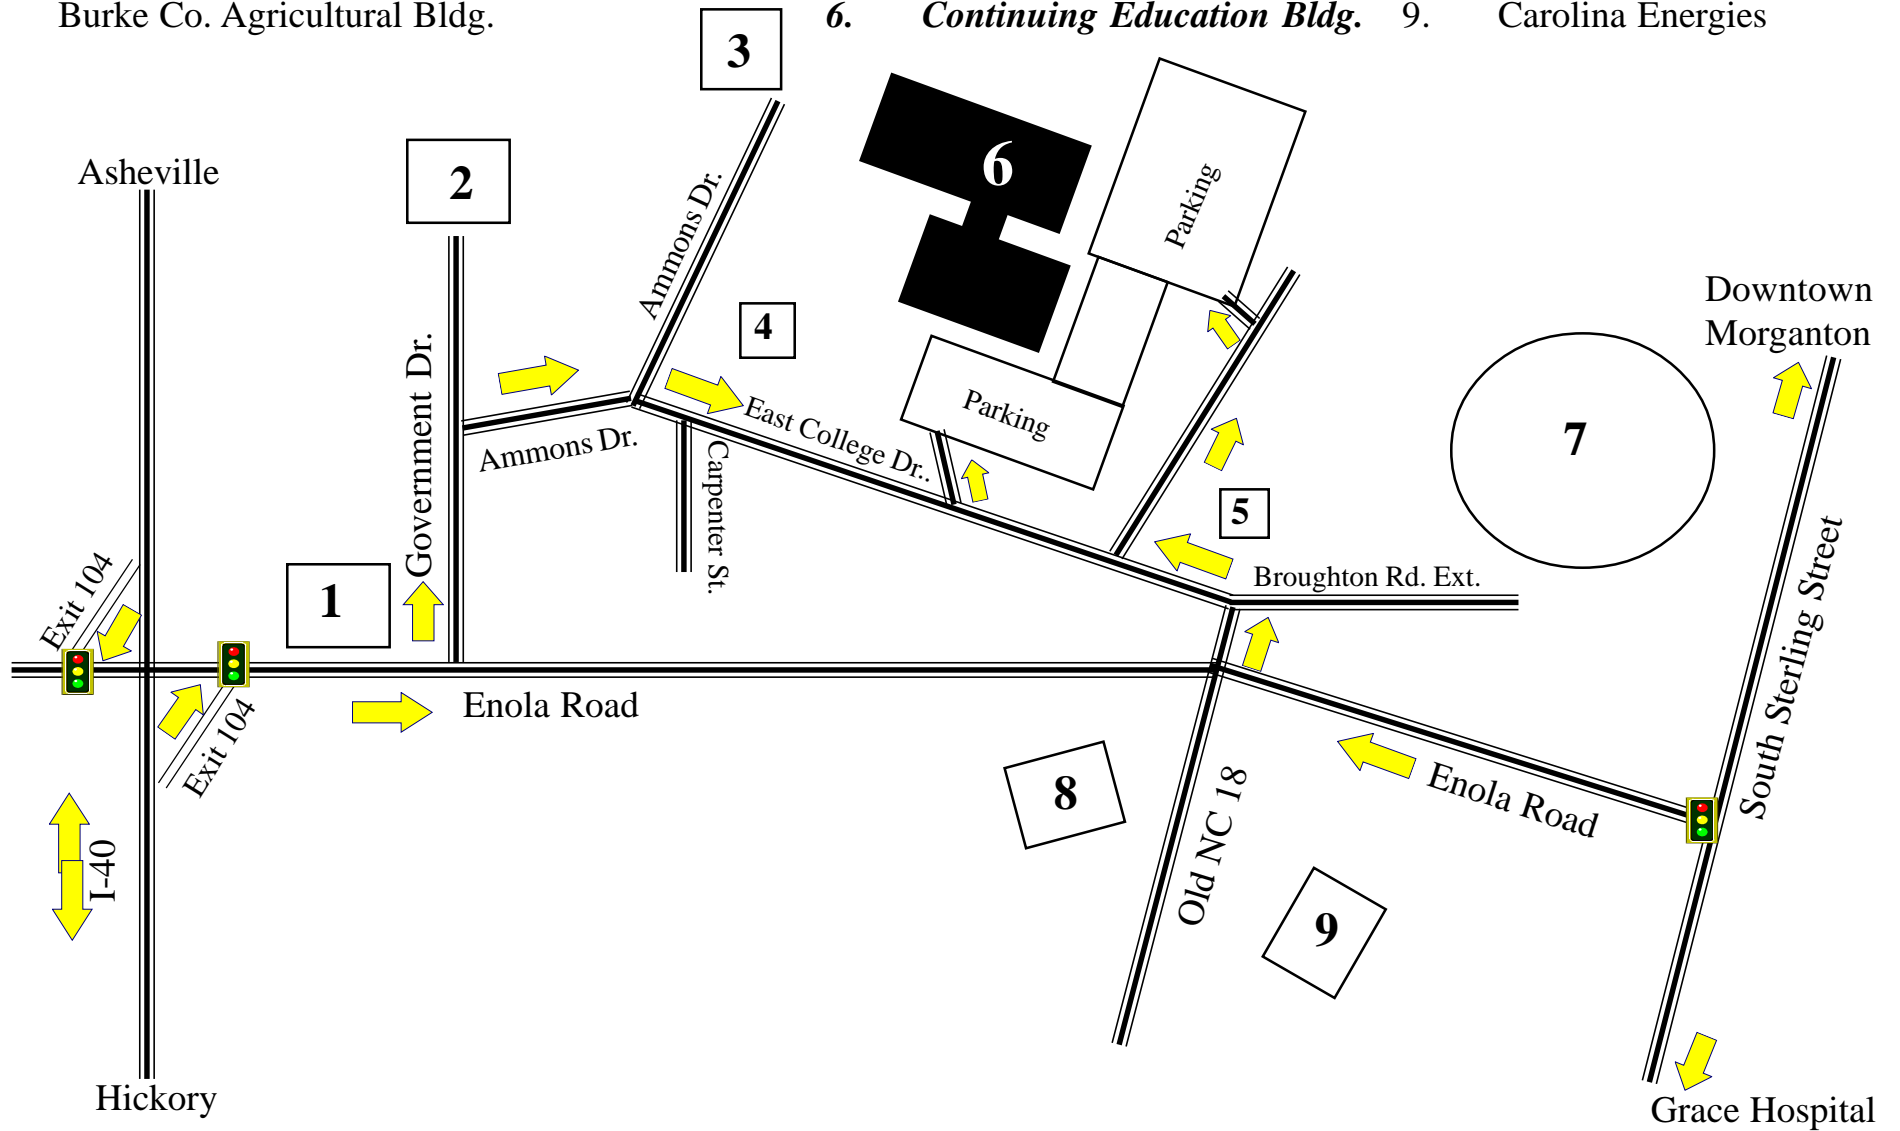 Burke Co. Agricultural Bldg. 6. Continuing Education Bldg. 9. Carolina Energies
3
Asheville
2
6
Parking
Ammons Dr.
4
Downtown
Morganton
Government Dr.
East College Dr..
Parking
7
Ammons Dr.
Carpenter St.
5
Exit 104
1
Broughton Rd. Ext.
South Sterling Street
Enola Road
Exit 104
8
Old NC 18
Enola Road
I-40
9
Hickory
Grace Hospital